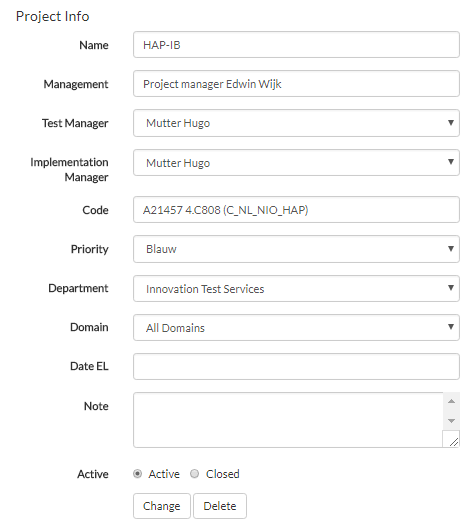 Project Info
Name HAP-IB
Management Project manager Edwin Wijk
Test Manager Mutter Hugo
Implementation Manager Mutter Hugo
Code A21457 4.C808 (C_NL_NIO_HAP)
Priority Blauw
Department Innovation Test Services
Domain All Domains
Date EL
Note
Active Active Closed
Change Delete